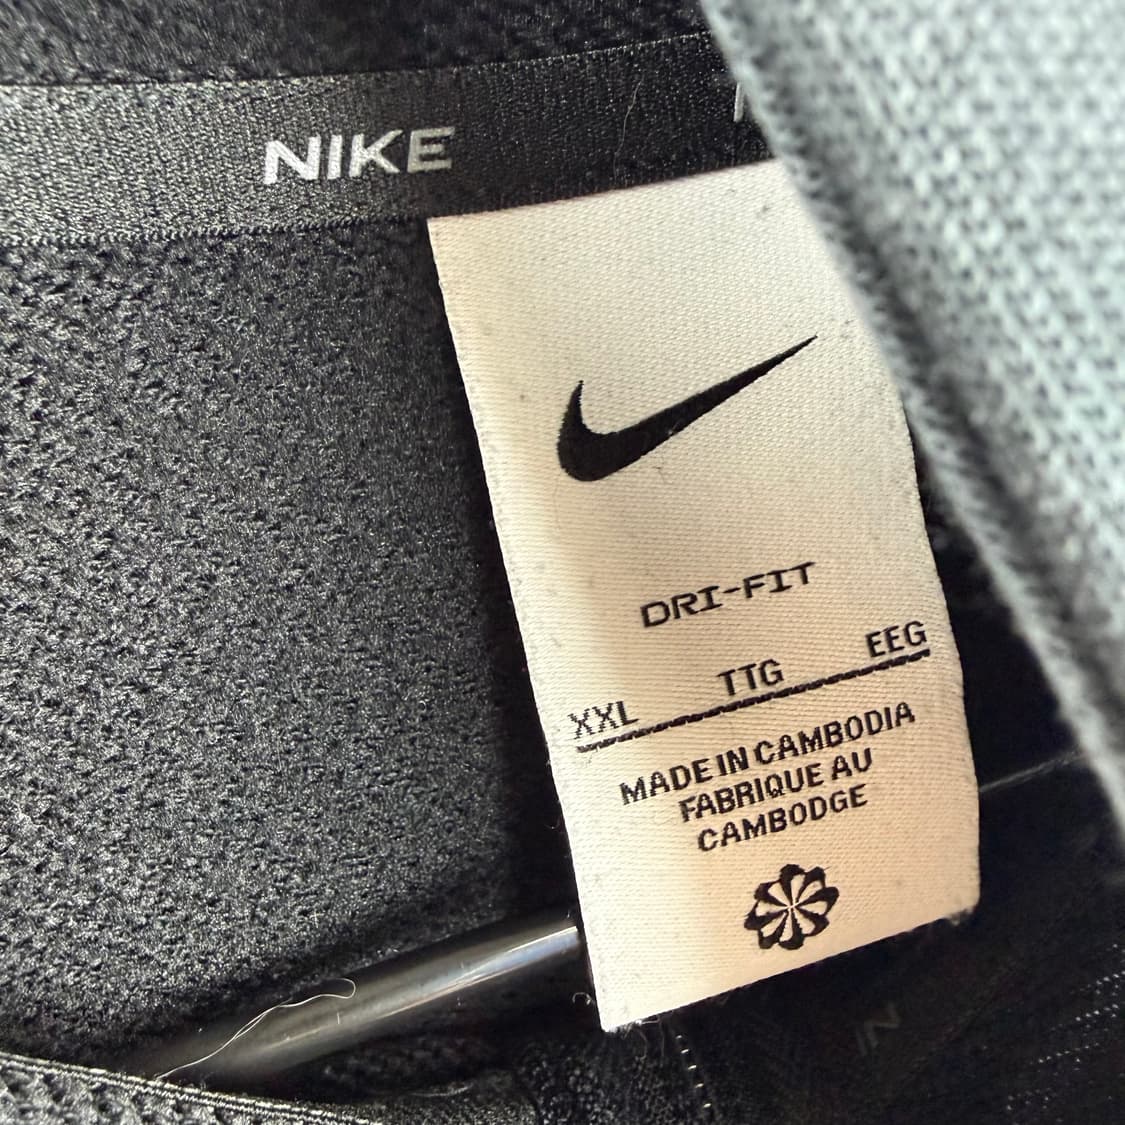 NIKE
DRI-FIT
XXL TTG EEG
MADE IN CAMBODIA
FABRIQUE AU
CAMBODGE